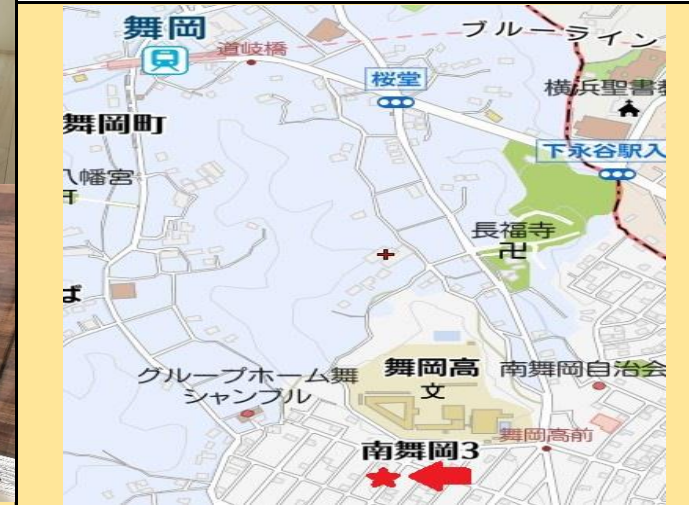 舞岡
道岐橋
ブルーライン
桜堂
横浜聖書
舞岡町
八幡宮
下永谷駅入
長福寺
卍
ば
グループホーム舞
シャンブル
舞岡高
文
南舞岡自治会
舞岡高前
南舞岡3